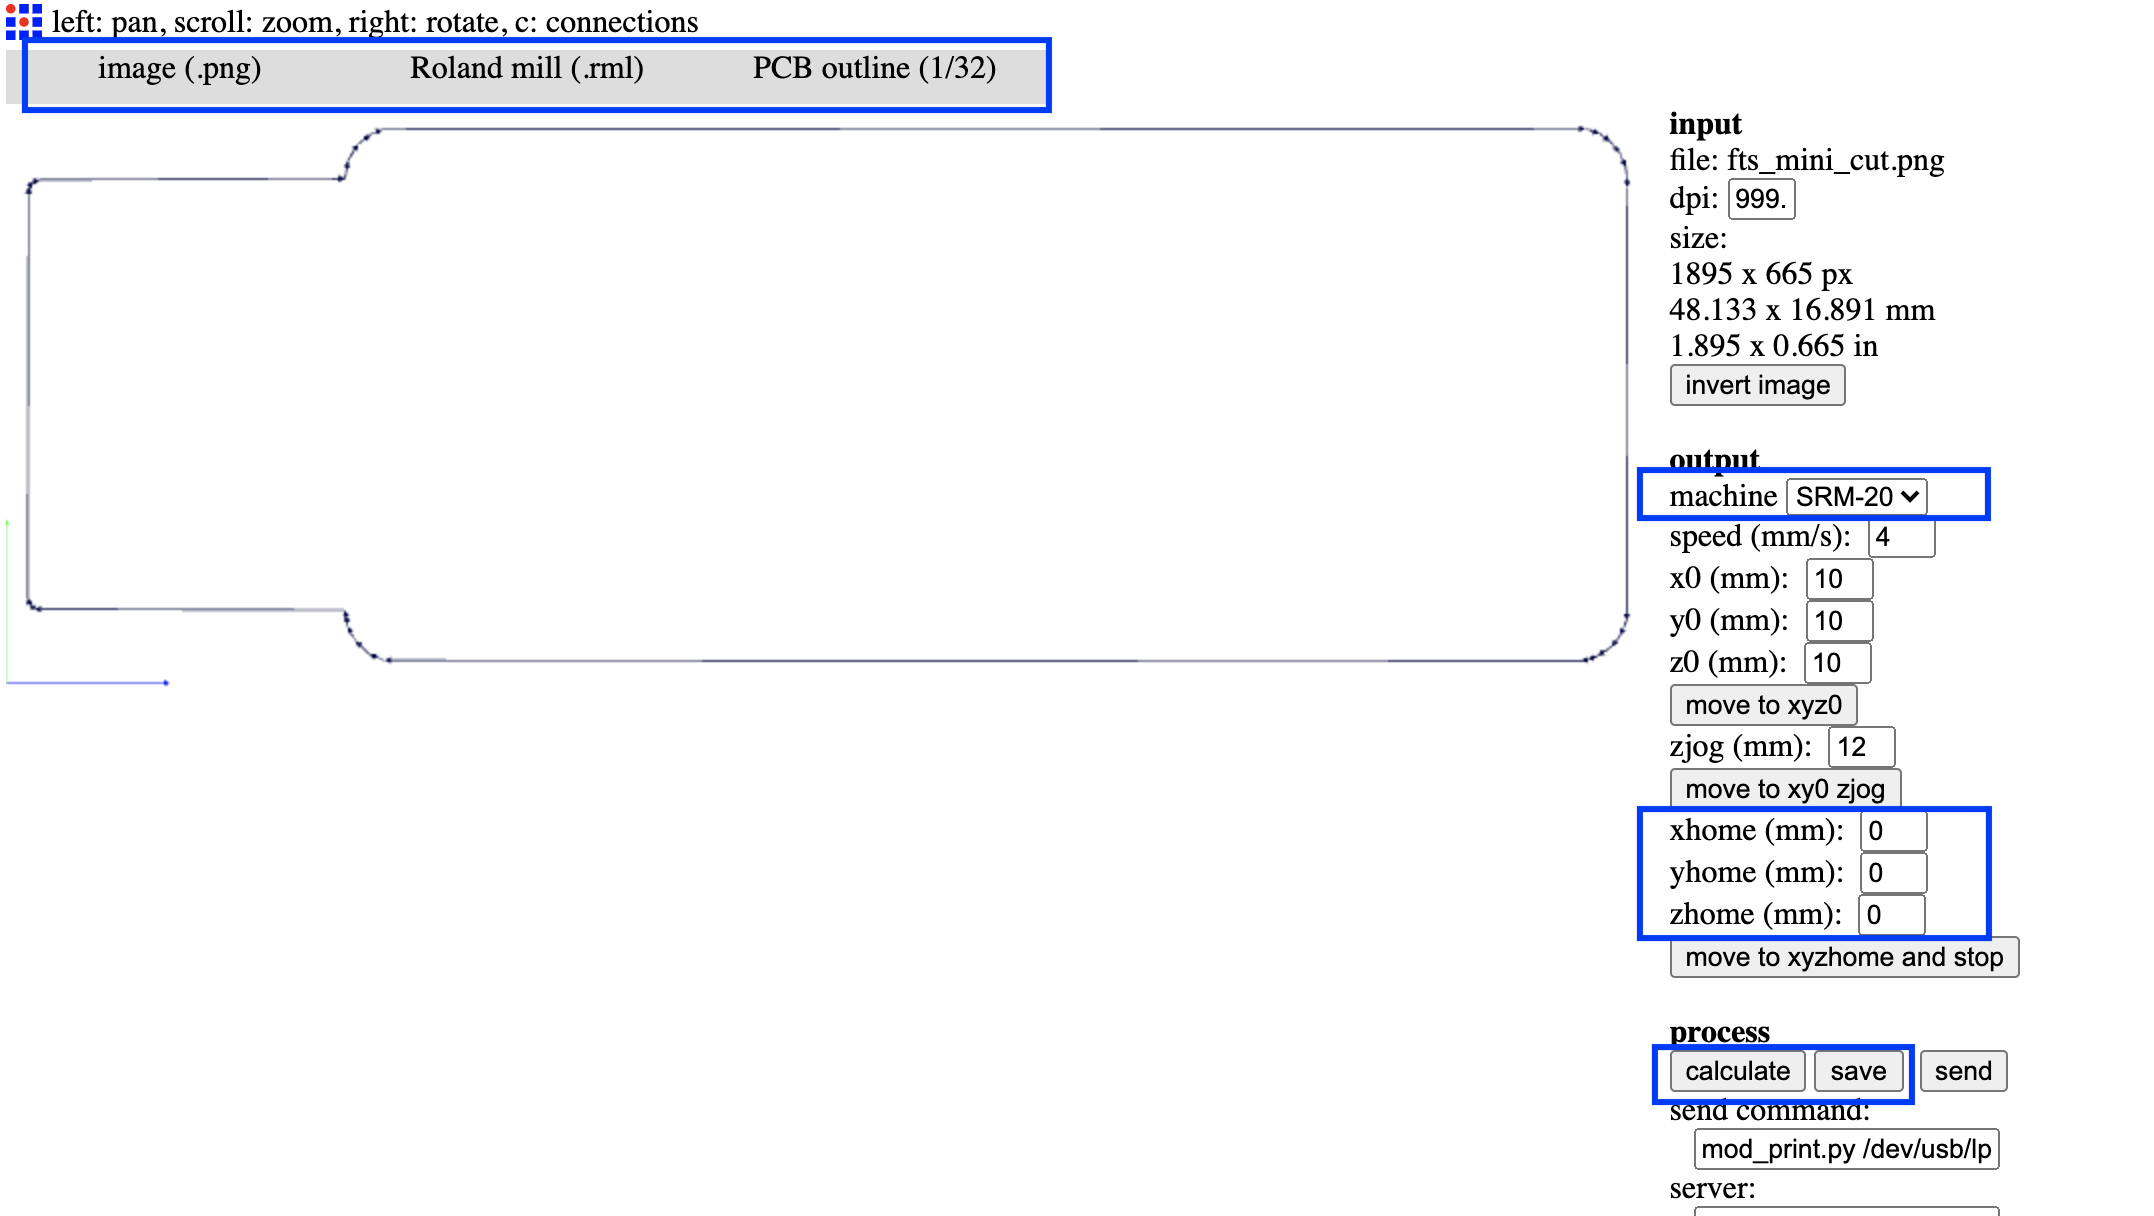 left: pan, scroll: zoom, right: rotate, c: connections
image (.png) Roland mill (.rml) PCB outline (1/32)
input
file: fts_mini_cut.png
dpi: 999.
size:
1895 x 665 px
48.133 x 16.891 mm
1.895 x 0.665 in
invert image
output
machine SRM-20
speed (mm/s): 4
x0 (mm): 10
y0 (mm): 10
z0 (mm): 10
move to xyz0
zjog (mm): 12
move to xy0 zjog
xhome (mm): 0
yhome (mm): 0
zhome (mm): 0
move to xyzhome and stop
process
calculate save send
send command:
mod_print.py /dev/usb/lp
server: